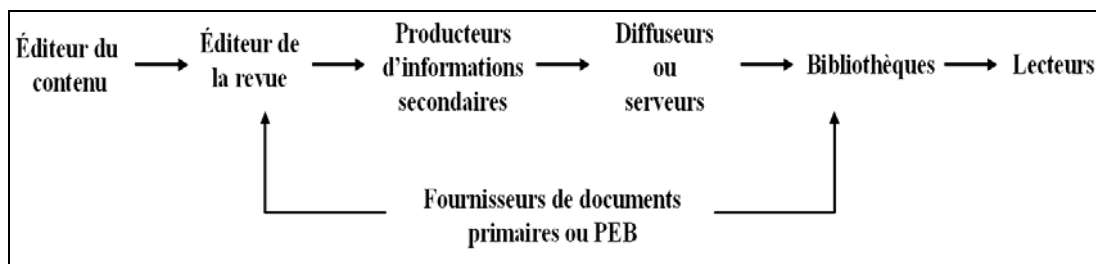 Éditeur du
contenu
Éditeur de
la revue
Producteurs
d'informations
secondaires
Diffuseurs
ou
serveurs
Bibliothèques
Lecteurs
Fournisseurs de documents
primaires ou PEB